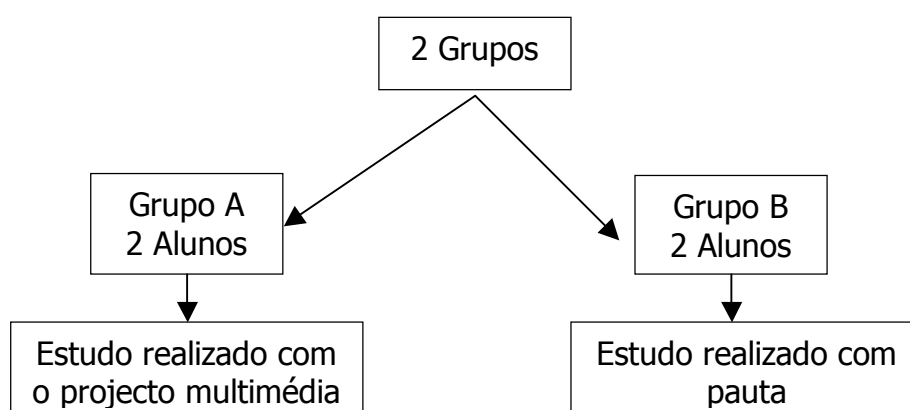 2 Grupos
Grupo A
2 Alunos
Grupo B
2 Alunos
Estudo realizado com
o projecto multimédia
Estudo realizado com
pauta